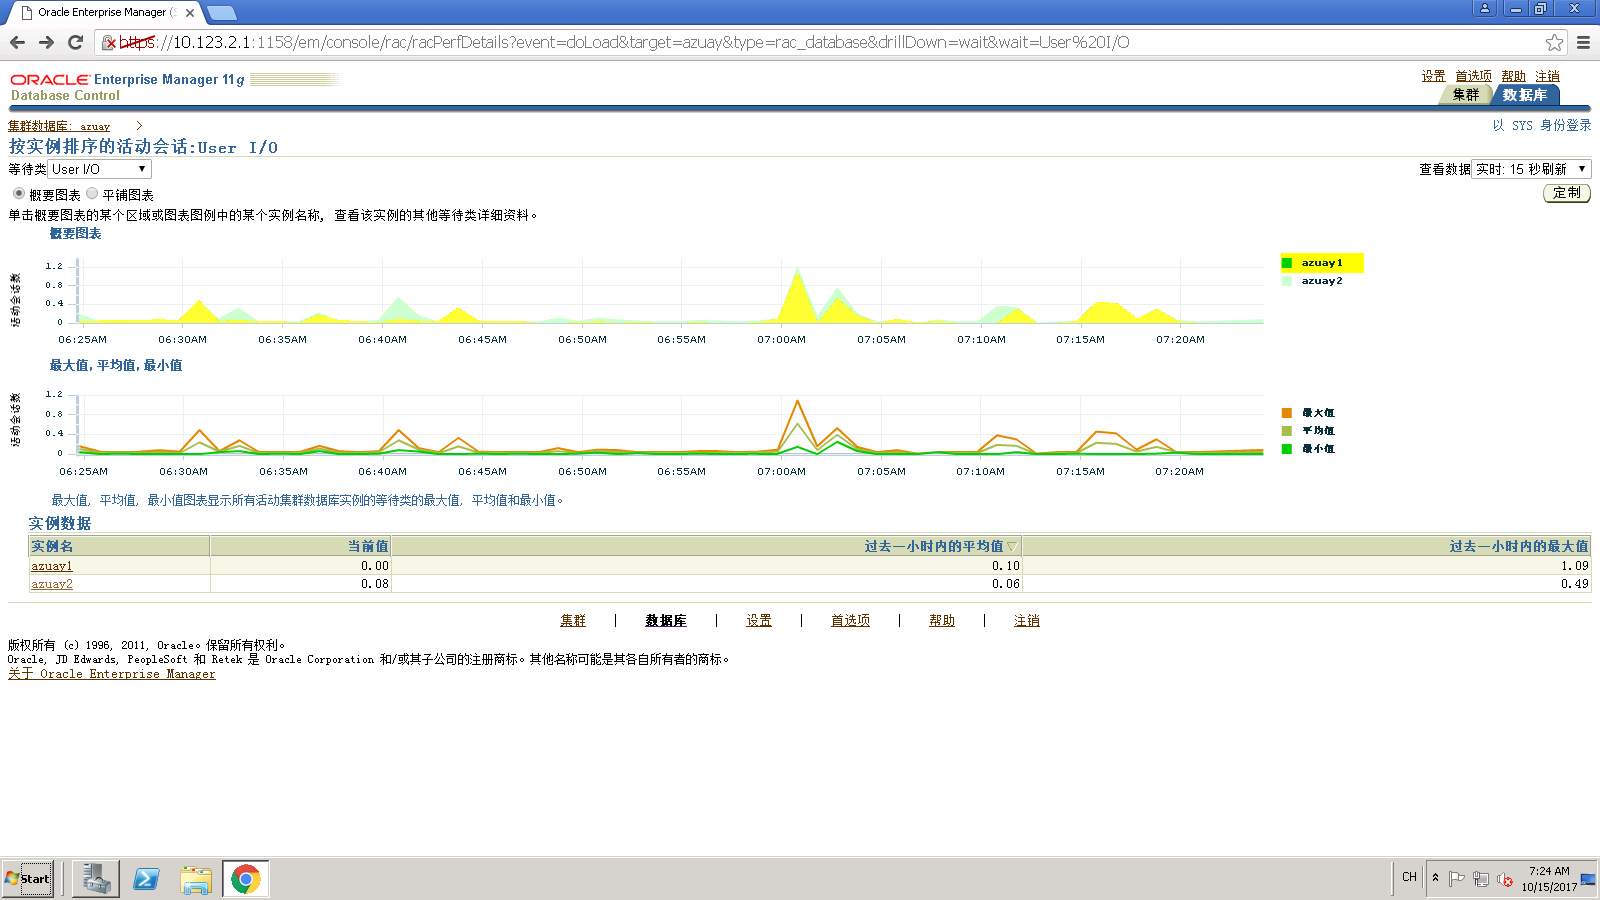 Oracle Enterprise Manager (S
https://10.123.2.1:1158/em/console/rac/racPerfDetails?event=doLoad&target=azuay&type=rac_database&drillDown=wait&wait=User%20I/O
ORACLE Enterprise Manager 11g
Database Control
设置 首选项 帮助 注销
集群 数据库
集群数据库: azuay >
以 SYS 身份登录
按实例排序的活动会话:User I/O
等待类 User I/O
查看数据 实时: 15 秒刷新
概要图表 平铺图表
定制
单击概要图表的某个区域或图表图例中的某个实例名称, 查看该实例的其他等待类详细资料。
概要图表
活动会话数
1.2
0.8
0.4
0
06:25AM 06:30AM 06:35AM 06:40AM 06:45AM 06:50AM 06:55AM 07:00AM 07:05AM 07:10AM 07:15AM 07:20AM
azuay1
azuay2
最大值,平均值,最小值
活动会话数
1.2
0.8
0.4
0
06:25AM 06:30AM 06:35AM 06:40AM 06:45AM 06:50AM 06:55AM 07:00AM 07:05AM 07:10AM 07:15AM 07:20AM
最大值
平均值
最小值
最大值, 平均值, 最小值图表显示所有活动集群数据库实例的等待类的最大值, 平均值和最小值。
实例数据
实例名 当前值 过去一小时内的平均值 过去一小时内的最大值
azuay1 0.00 0.10 1.09
azuay2 0.08 0.06 0.49
集群 | 数据库 | 设置 | 首选项 | 帮助 | 注销
版权所有 (c) 1996, 2011, Oracle。保留所有权利。
Oracle, JD Edwards, PeopleSoft 和 Retek 是 Oracle Corporation 和/或其子公司的注册商标。其他名称可能是其各自所有者的商标。
关于 Oracle Enterprise Manager
Start
CH
7:24 AM
10/15/2017